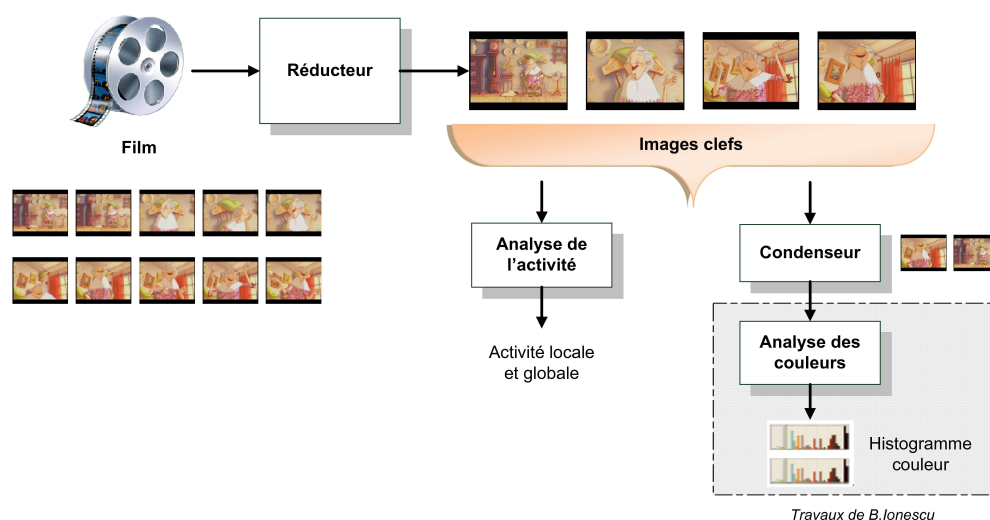 Film
Réducteur
Images clefs
Analyse de
l'activité
Activité locale
et globale
Condenseur
Analyse des
couleurs
Histogramme
couleur
Travaux de B.Ionescu